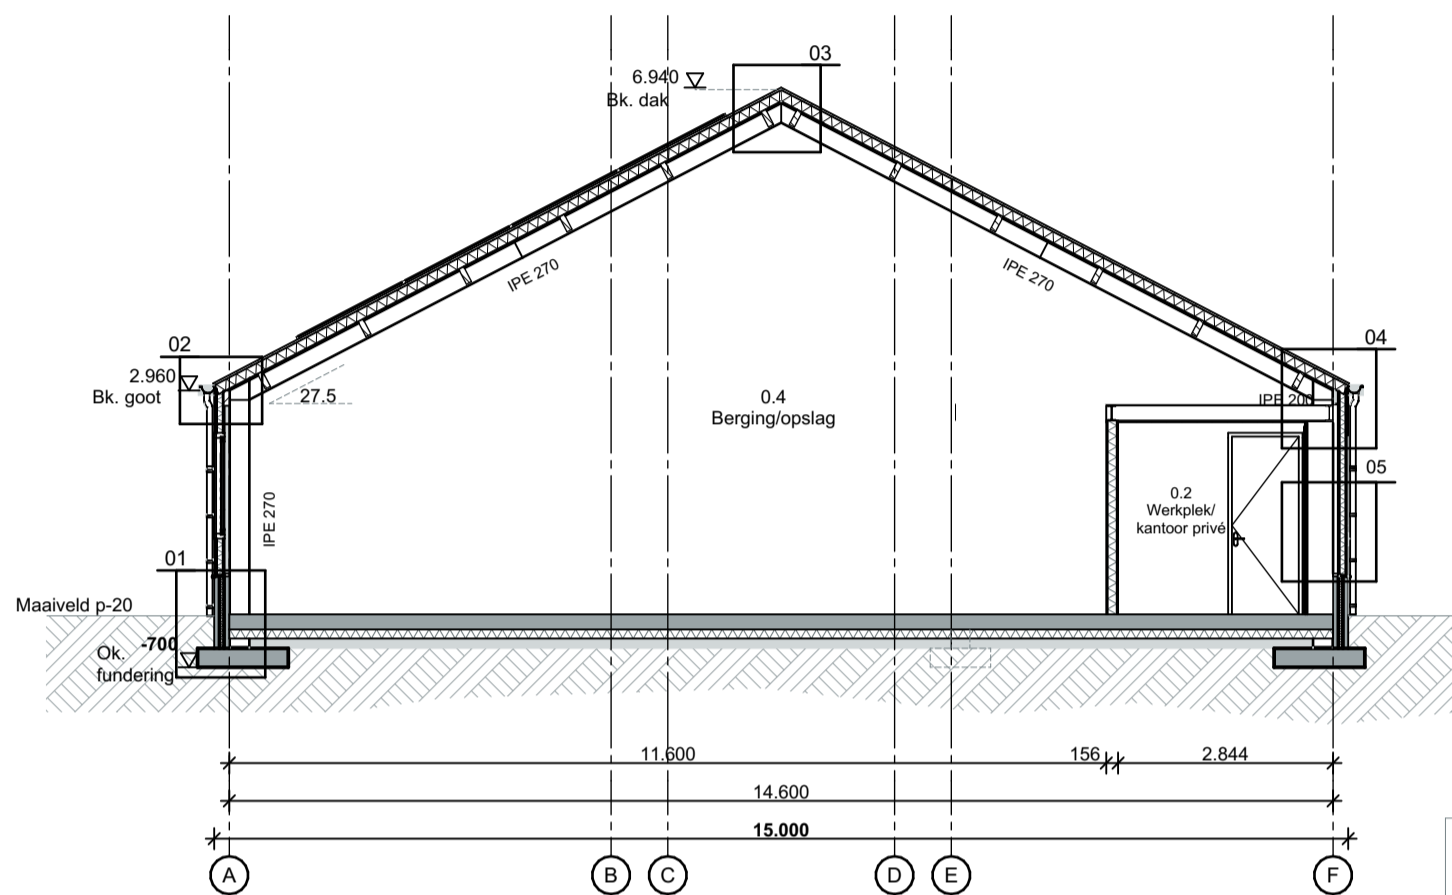 03
6.940
Bk. dak
IPE 270
IPE 270
02
04
2.960
Bk. goot
27.5
IPE 200
0.4
Berging/opslag
05
0.2
Werkplek/
kantoor privé
IPE 270
01
Maaiveld p-20
-700
Ok.
fundering
11.600
156
2.844
14.600
15.000
A
B
C
D
E
F